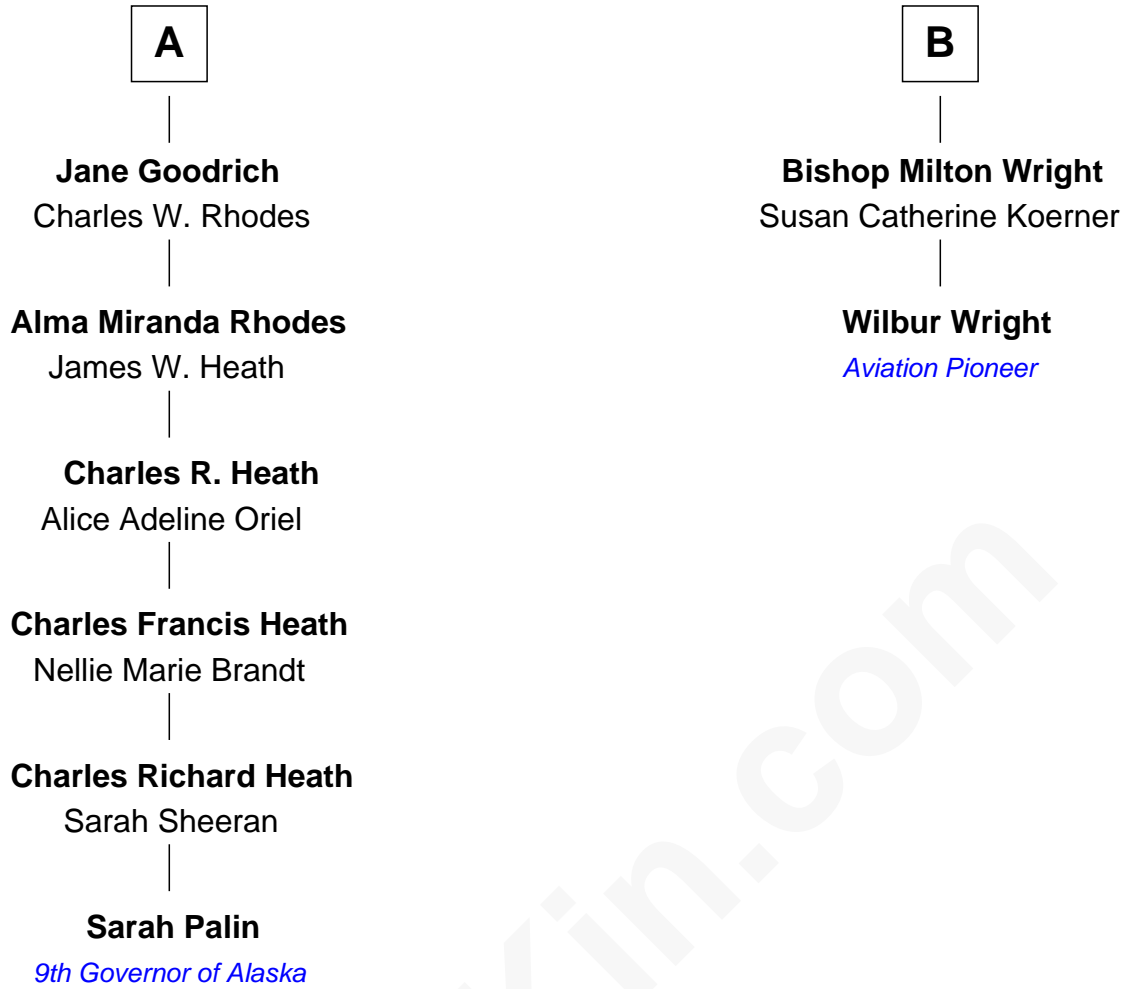 A
Jane Goodrich
Charles W. Rhodes
Alma Miranda Rhodes
James W. Heath
Charles R. Heath
Alice Adeline Oriel
Charles Francis Heath
Nellie Marie Brandt
Charles Richard Heath
Sarah Sheeran
Sarah Palin
9th Governor of Alaska
B
Bishop Milton Wright
Susan Catherine Koerner
Wilbur Wright
Aviation Pioneer